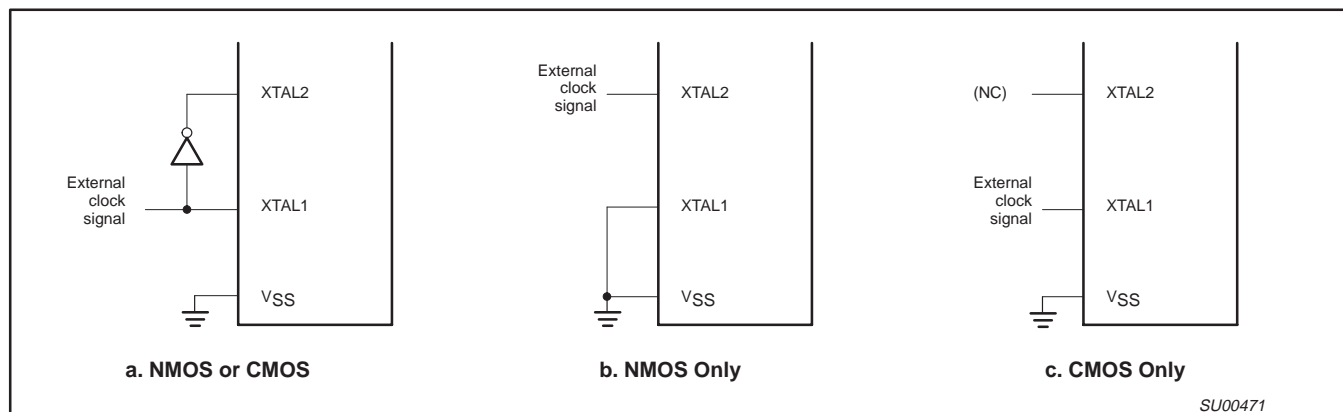 XTAL2
External
clock
signal
XTAL1
VSS
a. NMOS or CMOS
External
clock
signal
XTAL2
XTAL1
VSS
b. NMOS Only
(NC)
XTAL2
External
clock
signal
XTAL1
VSS
c. CMOS Only
SU00471